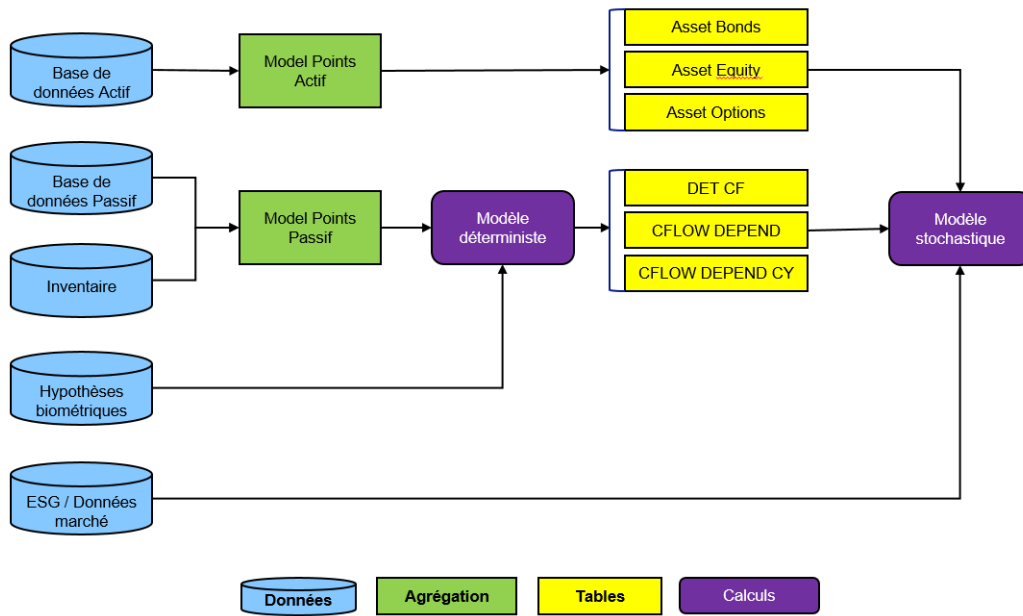 Base de
données Actif
Model Points
Actif
Asset Bonds
Asset Equity
Asset Options
Base de
données Passif
Inventaire
Model Points
Passif
Modèle
déterministe
DET CF
CFLOW DEPEND
CFLOW DEPEND CY
Modèle
stochastique
Hypothèses
biométriques
ESG / Données
marché
Données
Agrégation
Tables
Calculs